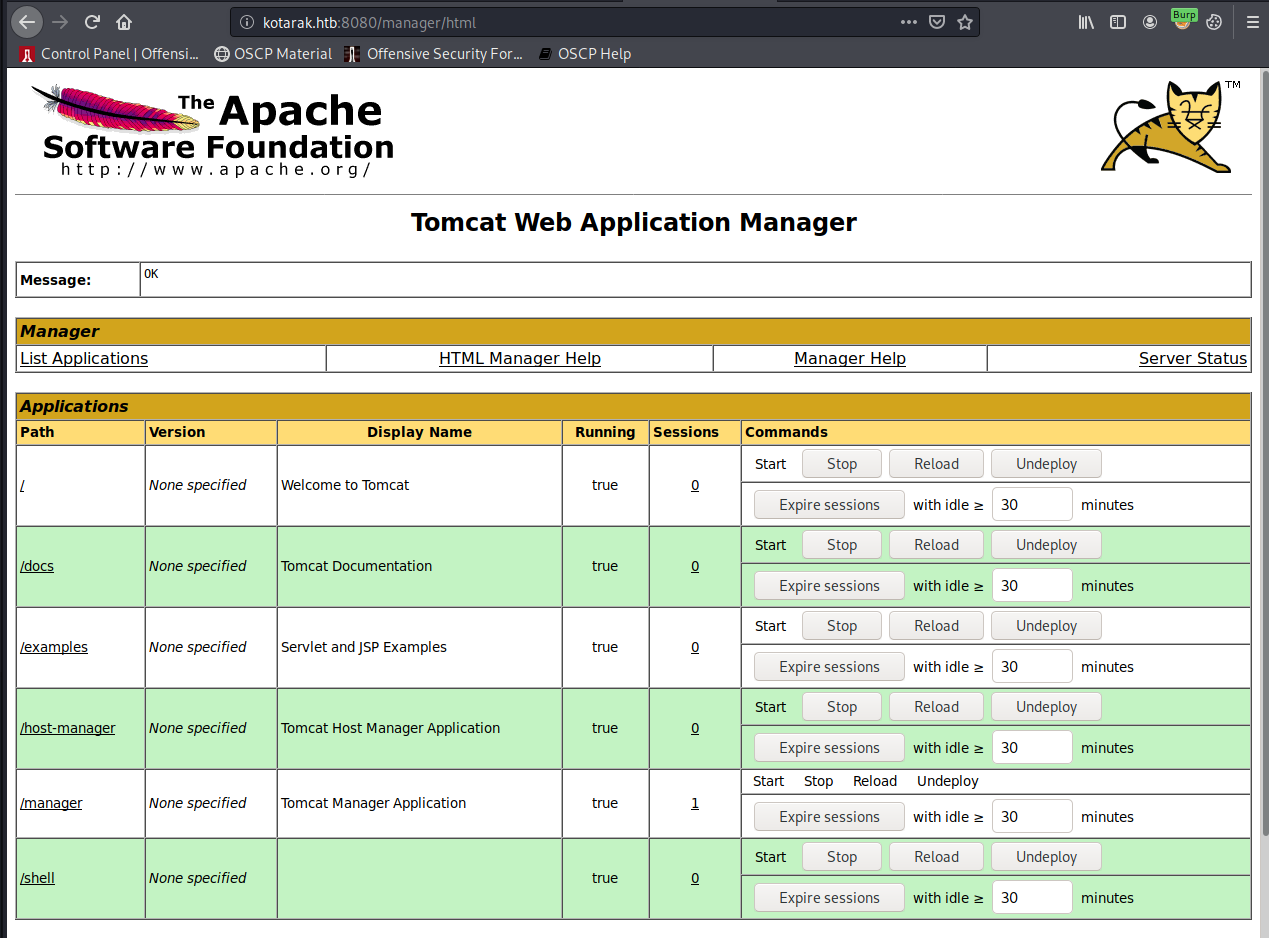 kotarak.htb:8080/manager/html
Burp
Control Panel | Offensi... OSCP Material Offensive Security For... OSCP Help
The Apache
Software Foundation
http://www.apache.org/
TM
Tomcat Web Application Manager
Message: OK
Manager
List Applications HTML Manager Help Manager Help Server Status
Applications
Path Version Display Name Running Sessions Commands
/ None specified Welcome to Tomcat true 0 Start Stop Reload Undeploy
Expire sessions with idle ≥ 30 minutes
/docs None specified Tomcat Documentation true 0 Start Stop Reload Undeploy
Expire sessions with idle ≥ 30 minutes
/examples None specified Servlet and JSP Examples true 0 Start Stop Reload Undeploy
Expire sessions with idle ≥ 30 minutes
/host-manager None specified Tomcat Host Manager Application true 0 Start Stop Reload Undeploy
Expire sessions with idle ≥ 30 minutes
/manager None specified Tomcat Manager Application true 1 Start Stop Reload Undeploy
Expire sessions with idle ≥ 30 minutes
/shell None specified true 0 Start Stop Reload Undeploy
Expire sessions with idle ≥ 30 minutes